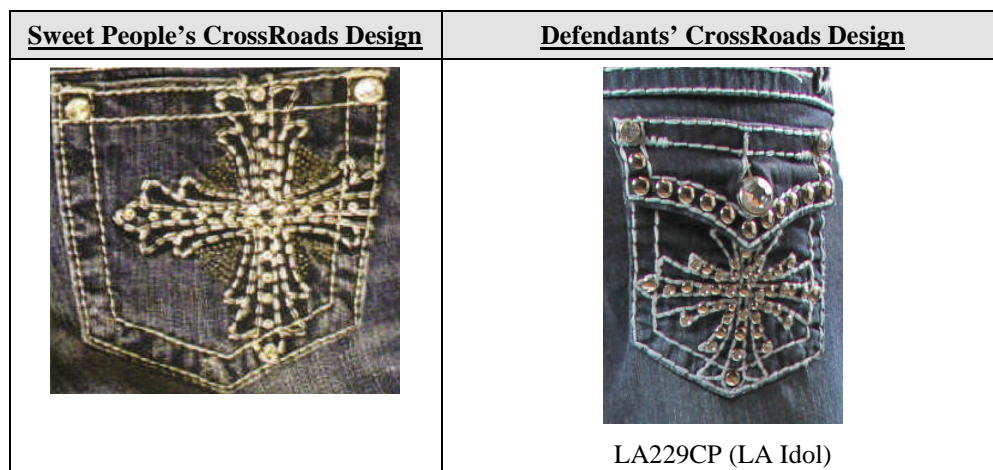 Sweet People's CrossRoads Design
Defendants' CrossRoads Design
LA229CP (LA Idol)